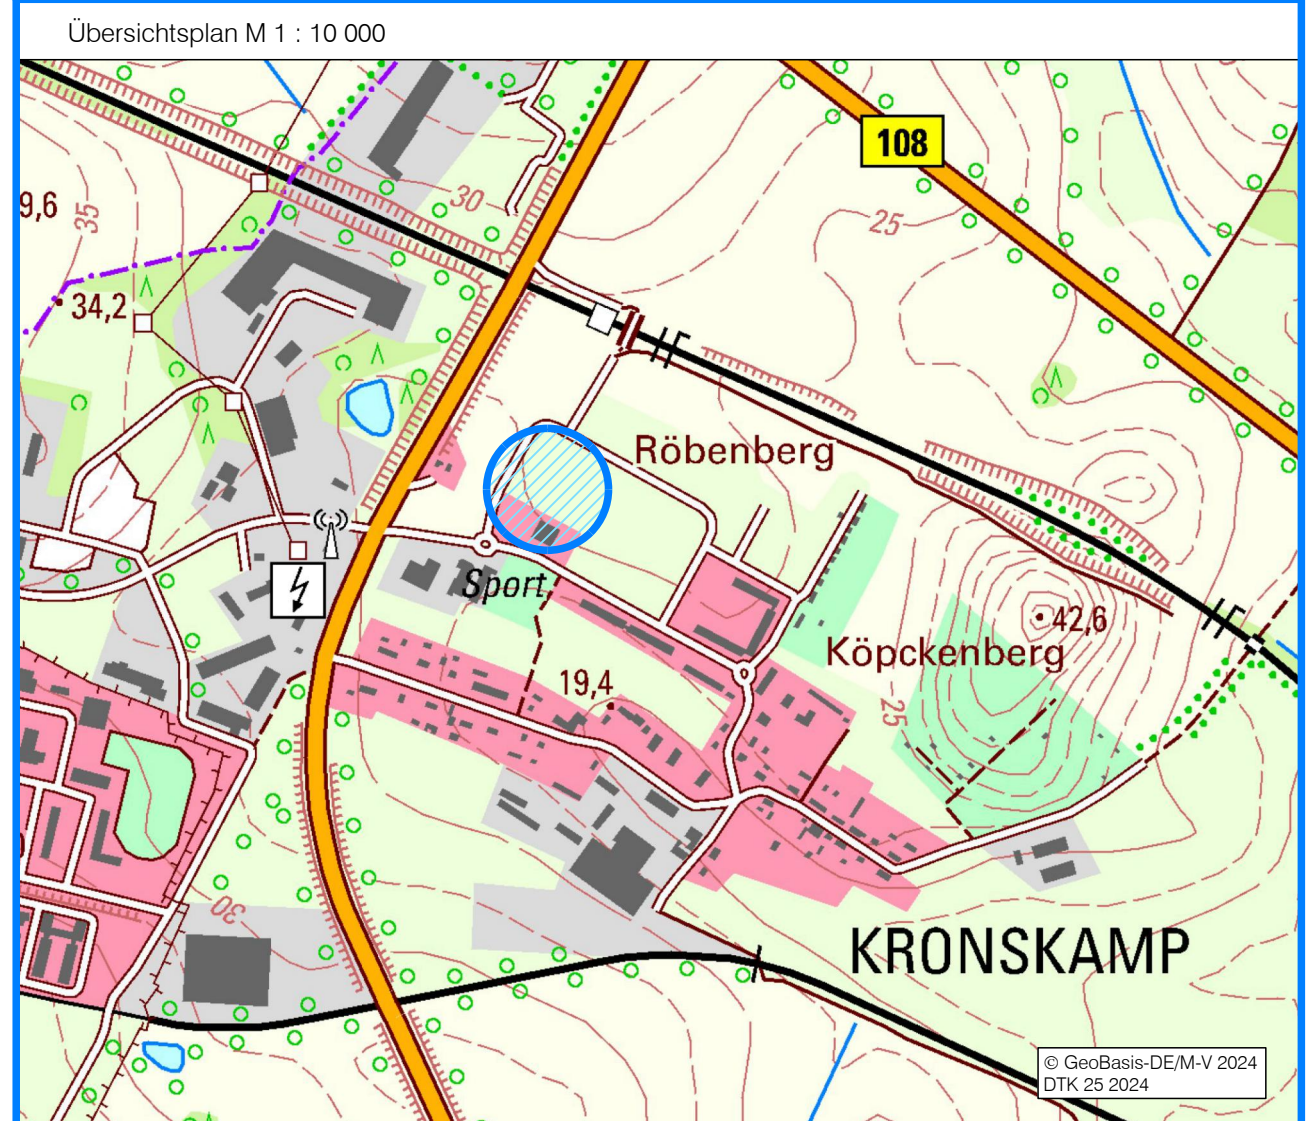 Übersichtsplan M 1 : 10 000
108
30
9,6
35
25
34,2
Röbenberg
Sport
42,6
Köpckenberg
19,4
25
30
KRONSKAMP
© GeoBasis-DE/M-V 2024
DTK 25 2024